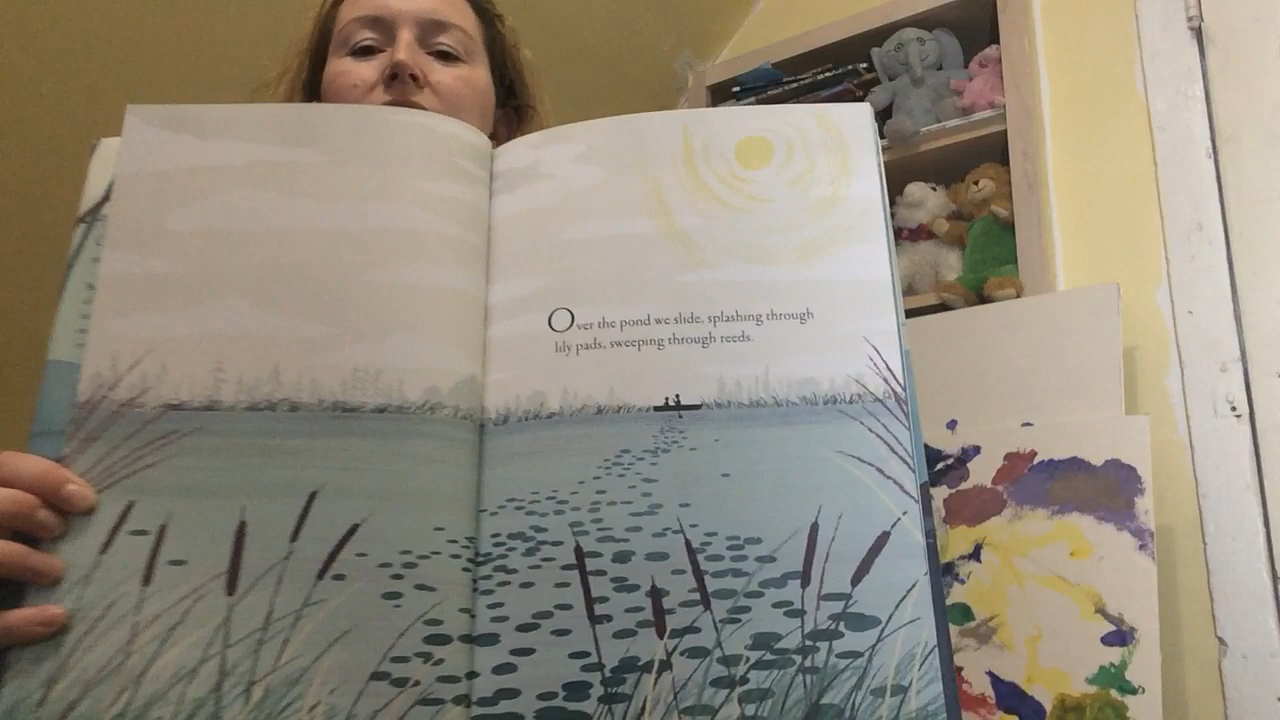 Over the pond we slide, splashing through
lily pads, sweeping through reeds.